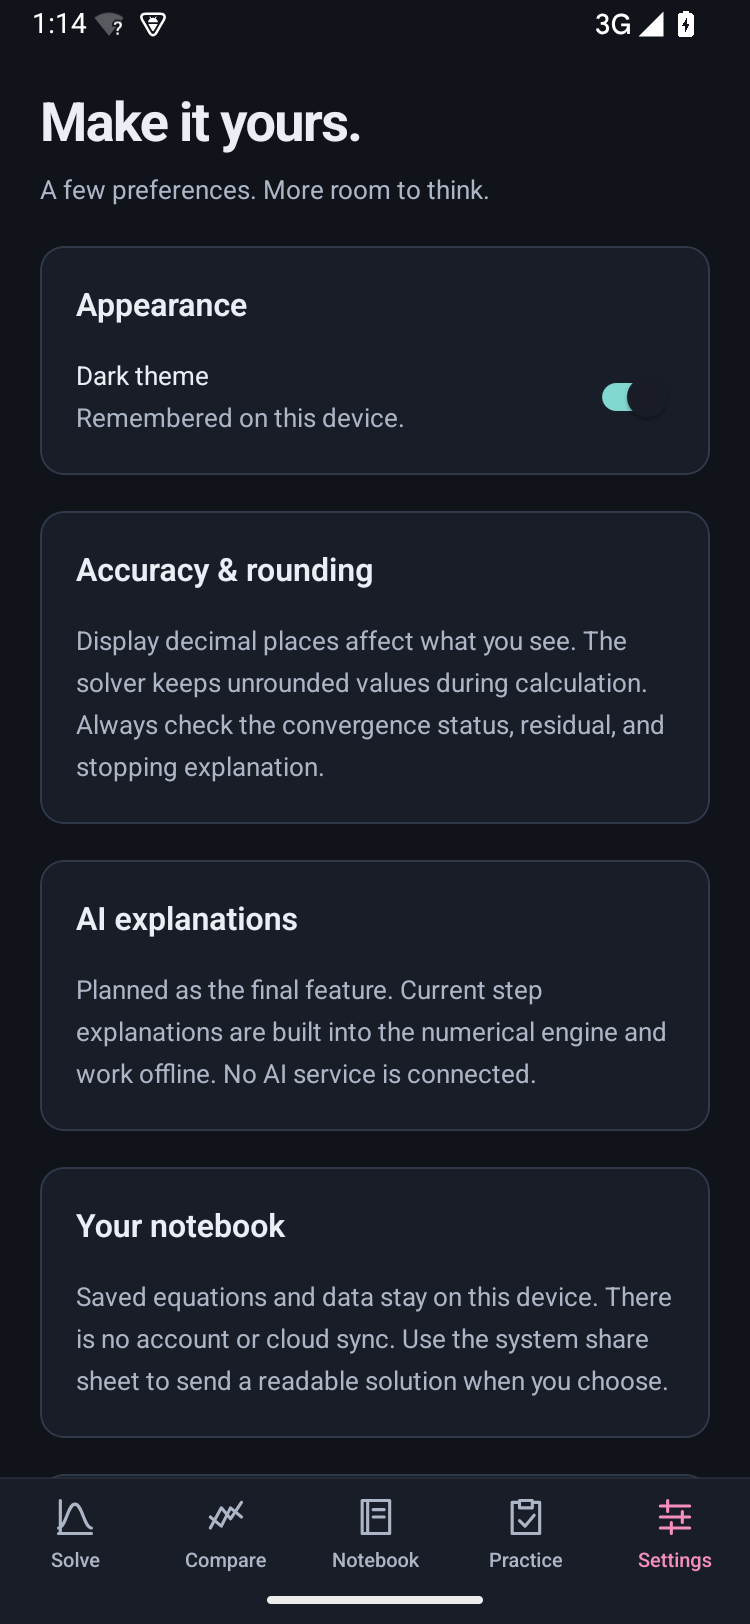 1:14
?
3G
Make it yours.
A few preferences. More room to think.
Appearance
Dark theme
Remembered on this device.
Accuracy & rounding
Display decimal places affect what you see. The
solver keeps unrounded values during calculation.
Always check the convergence status, residual, and
stopping explanation.
AI explanations
Planned as the final feature. Current step
explanations are built into the numerical engine and
work offline. No AI service is connected.
Your notebook
Saved equations and data stay on this device. There
is no account or cloud sync. Use the system share
sheet to send a readable solution when you choose.
Solve
Compare
Notebook
Practice
Settings